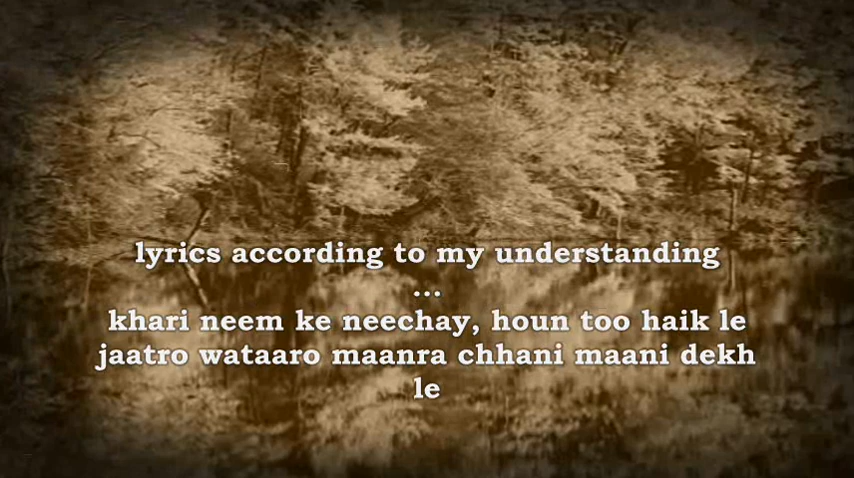 lyrics according to my understanding
...
khari neem ke neechay, houn too haik le
jaatro wataaro maanra chhani maani dekh
le